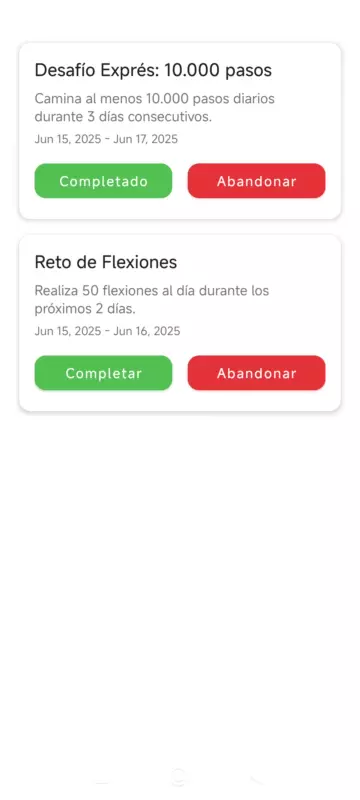 Desafío Exprés: 10.000 pasos
Camina al menos 10.000 pasos diarios
durante 3 días consecutivos.
Jun 15, 2025 - Jun 17, 2025
Completado
Abandonar
Reto de Flexiones
Realiza 50 flexiones al día durante los
próximos 2 días.
Jun 15, 2025 - Jun 16, 2025
Completar
Abandonar